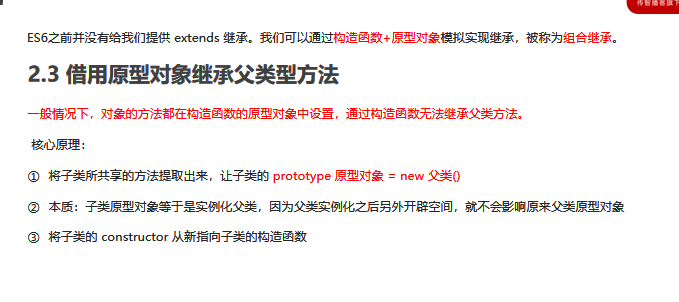 传智播客旗下
ES6之前并没有给我们提供 extends 继承。我们可以通过构造函数+原型对象模拟实现继承，被称为组合继承。
2.3 借用原型对象继承父类型方法
一般情况下，对象的方法都在构造函数的原型对象中设置，通过构造函数无法继承父类方法。
核心原理：
① 将子类所共享的方法提取出来，让子类的 prototype 原型对象 = new 父类()
② 本质：子类原型对象等于是实例化父类，因为父类实例化之后另外开辟空间，就不会影响原来父类原型对象
③ 将子类的 constructor 从新指向子类的构造函数